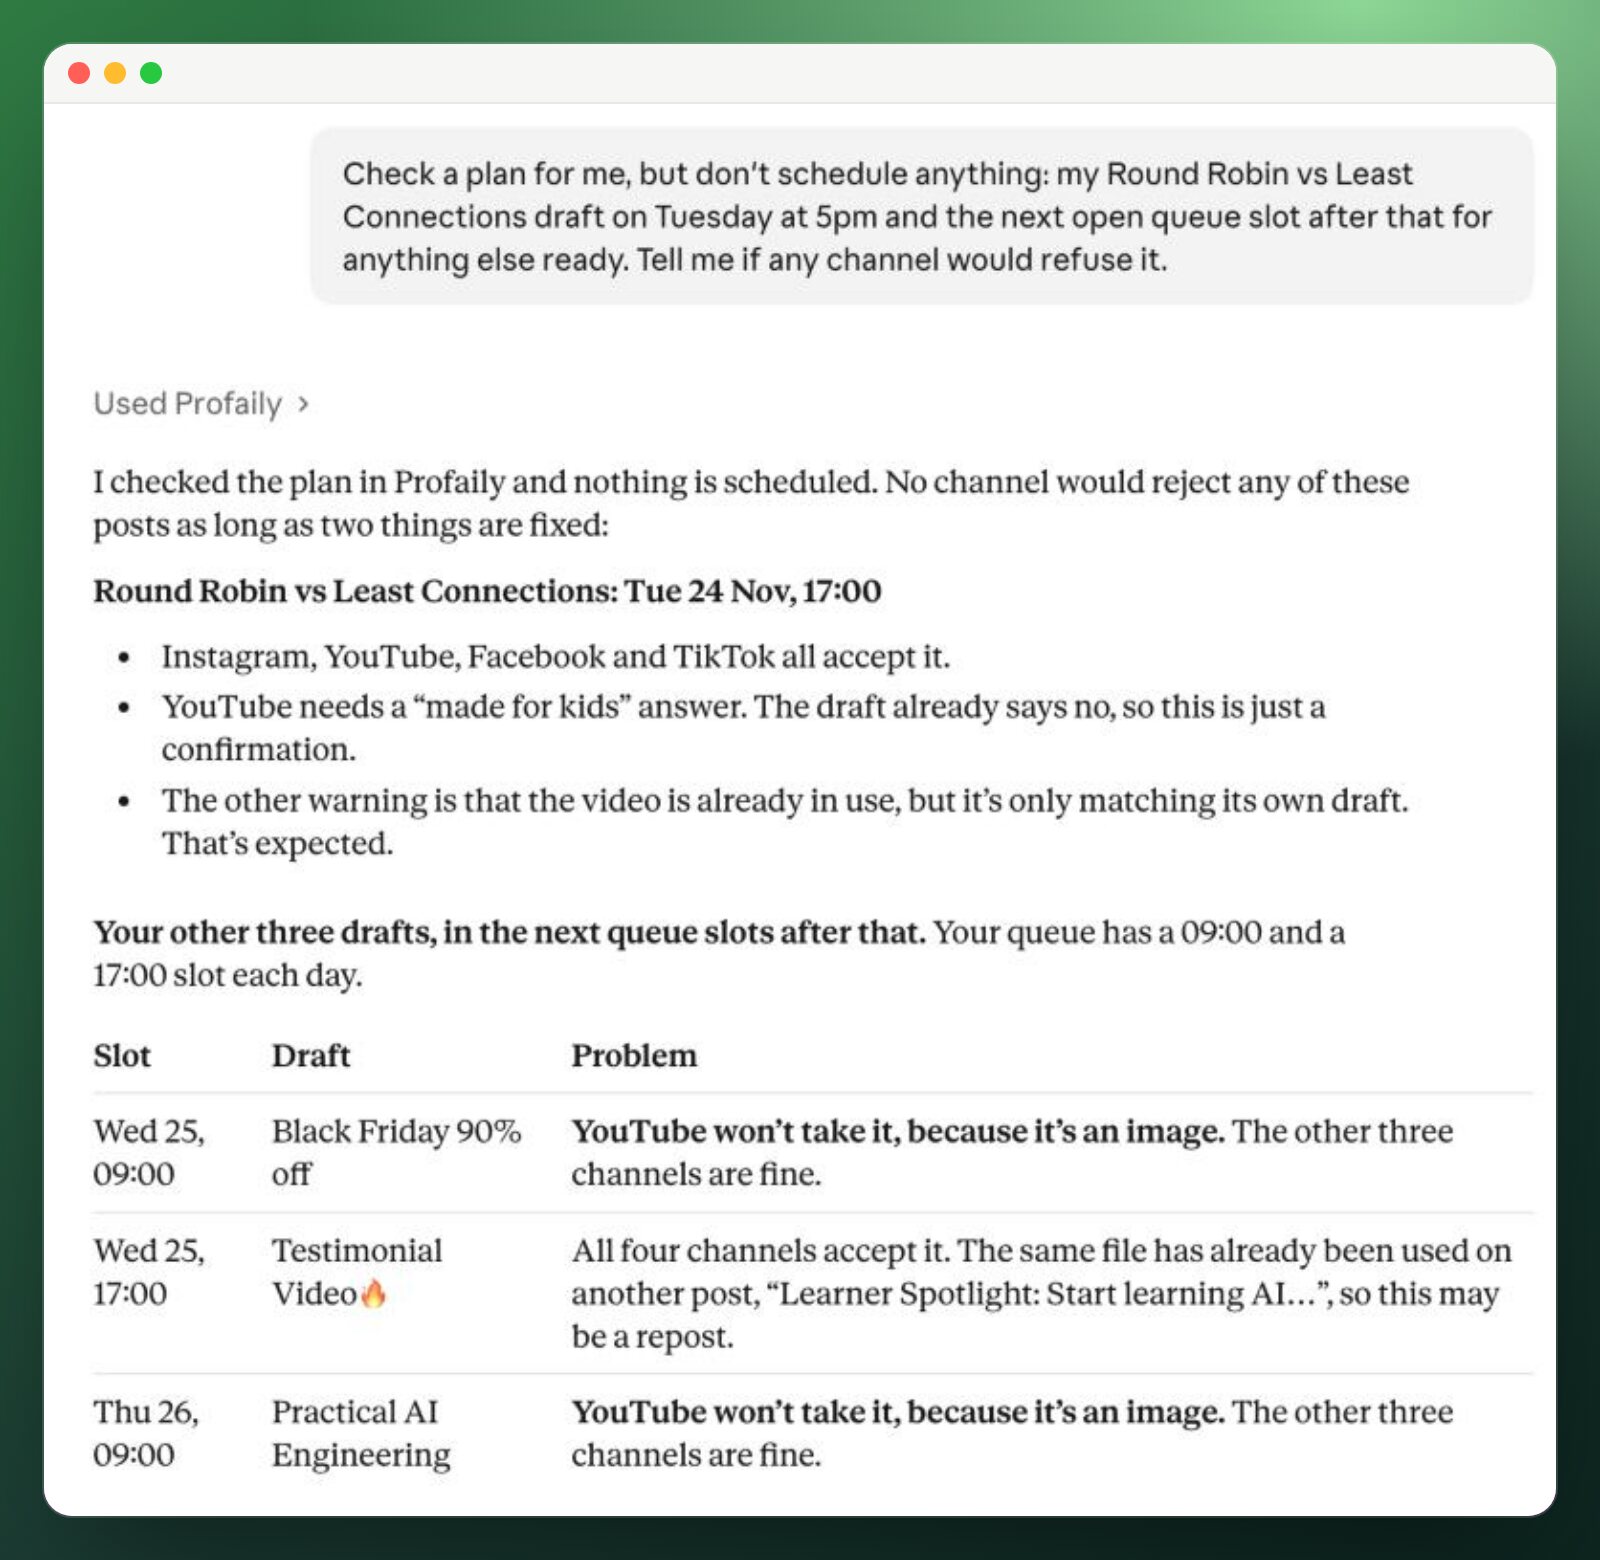 Check a plan for me, but don't schedule anything: my Round Robin vs Least
Connections draft on Tuesday at 5pm and the next open queue slot after that for
anything else ready. Tell me if any channel would refuse it.
Used Profaily >
I checked the plan in Profaily and nothing is scheduled. No channel would reject any of these
posts as long as two things are fixed:
Round Robin vs Least Connections: Tue 24 Nov, 17:00
• Instagram, YouTube, Facebook and TikTok all accept it.
• YouTube needs a “made for kids” answer. The draft already says no, so this is just a
confirmation.
• The other warning is that the video is already in use, but it’s only matching its own draft.
That’s expected.
Your other three drafts, in the next queue slots after that. Your queue has a 09:00 and a
17:00 slot each day.
Slot Draft Problem
Wed 25, Black Friday 90% YouTube won’t take it, because it’s an image. The other three
09:00 off channels are fine.
Wed 25, Testimonial All four channels accept it. The same file has already been used on
17:00 Video🔥 another post, “Learner Spotlight: Start learning AI…”, so this may
be a repost.
Thu 26, Practical AI YouTube won’t take it, because it’s an image. The other three
09:00 Engineering channels are fine.